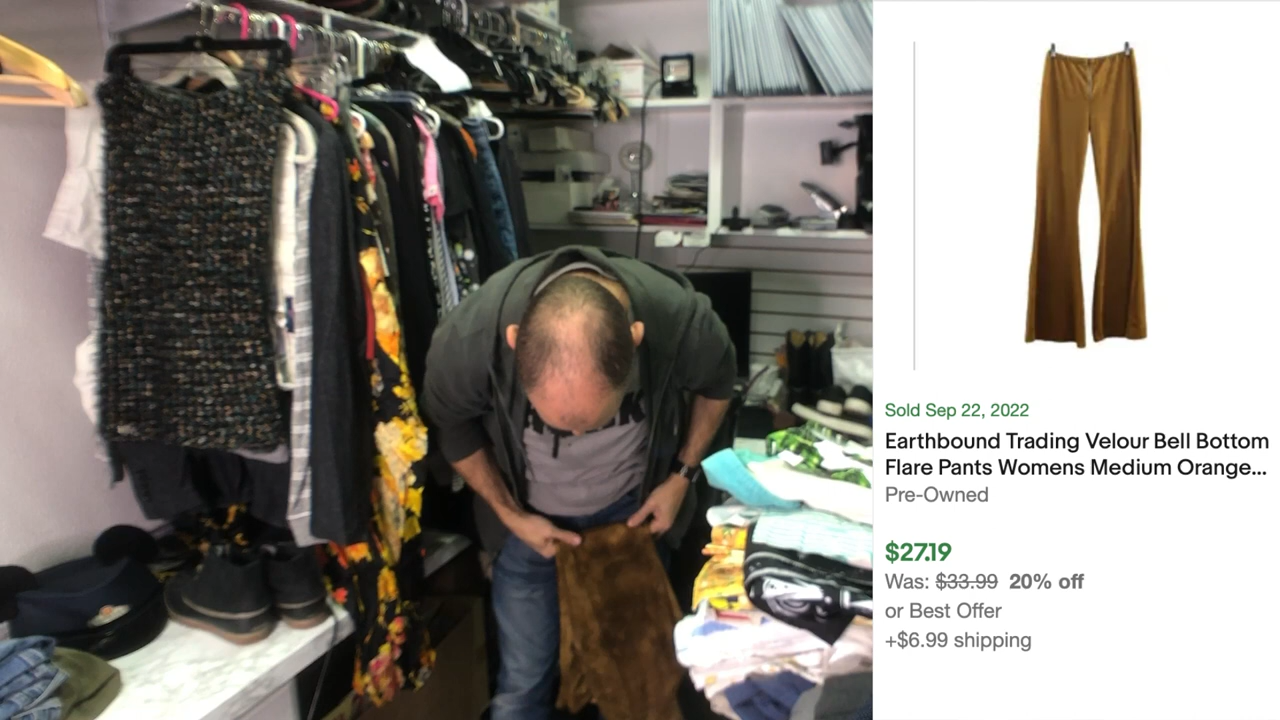 Sold Sep 22, 2022
Earthbound Trading Velour Bell Bottom
Flare Pants Womens Medium Orange...
Pre-Owned
$27.19
Was: $33.99 20% off
or Best Offer
+$6.99 shipping